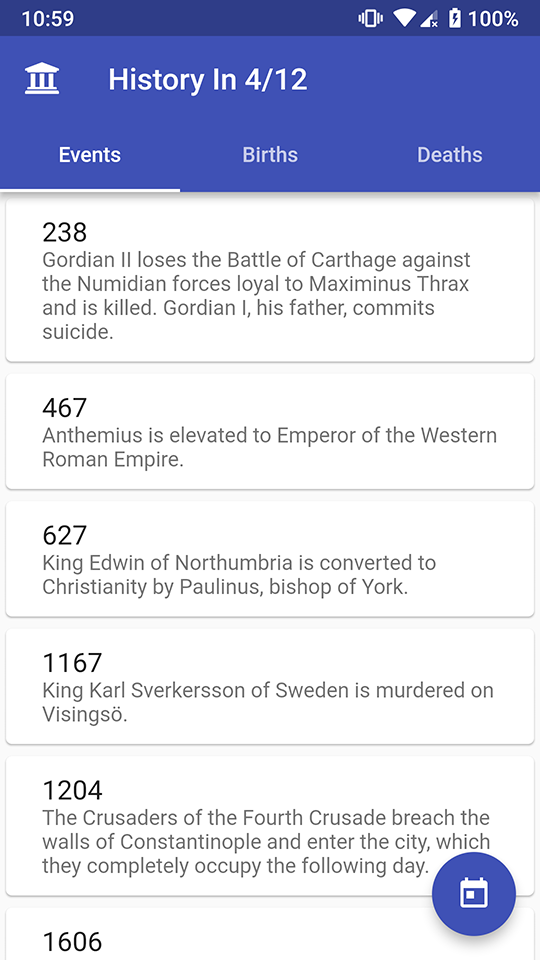 10:59 100%
History In 4/12
Events Births Deaths
238
Gordian II loses the Battle of Carthage against
the Numidian forces loyal to Maximinus Thrax
and is killed. Gordian I, his father, commits
suicide.
467
Anthemius is elevated to Emperor of the Western
Roman Empire.
627
King Edwin of Northumbria is converted to
Christianity by Paulinus, bishop of York.
1167
King Karl Sverkersson of Sweden is murdered on
Visingsö.
1204
The Crusaders of the Fourth Crusade breach the
walls of Constantinople and enter the city, which
they completely occupy the following day.
1606